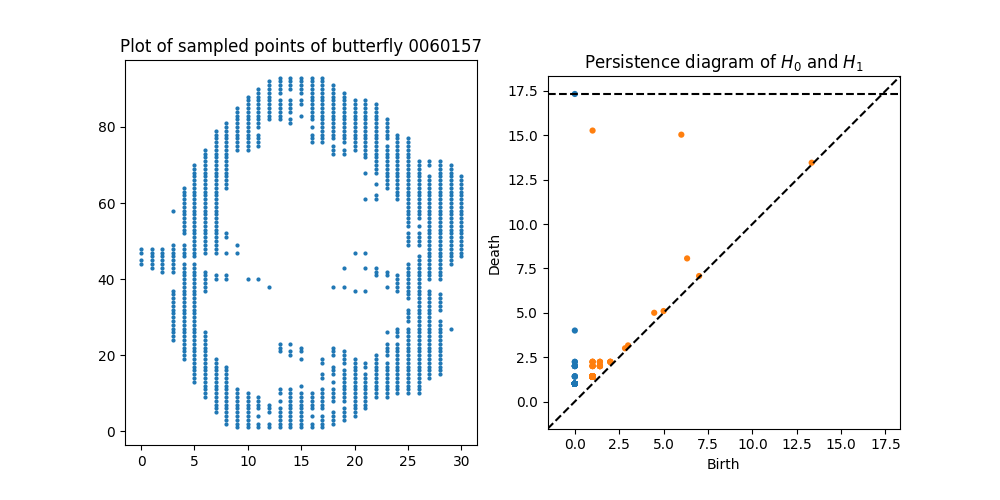 Plot of sampled points of butterfly 0060157
80
60
40
20
0
0 5 10 15 20 25 30
Persistence diagram of $H_0$ and $H_1$
17.5
15.0
12.5
10.0
7.5
5.0
2.5
0.0
Death
0.0 2.5 5.0 7.5 10.0 12.5 15.0 17.5
Birth